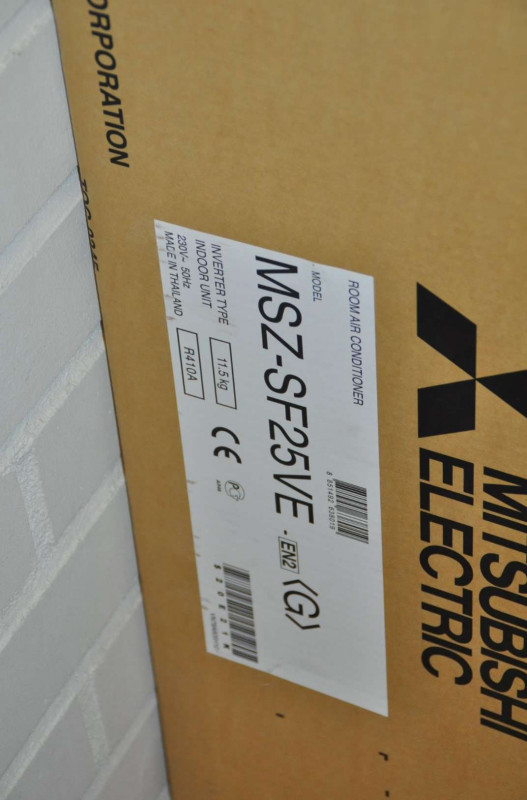 ORPORATION
ROOM AIR CONDITIONER
MODEL
MSZ-SF25VE-EN2 〈G〉
INVERTER TYPE
INDOOR UNIT
230V~ 50Hz
MADE IN THAILAND
11.5 kg
R410A
CE
MITSUBISHI
ELECTRIC